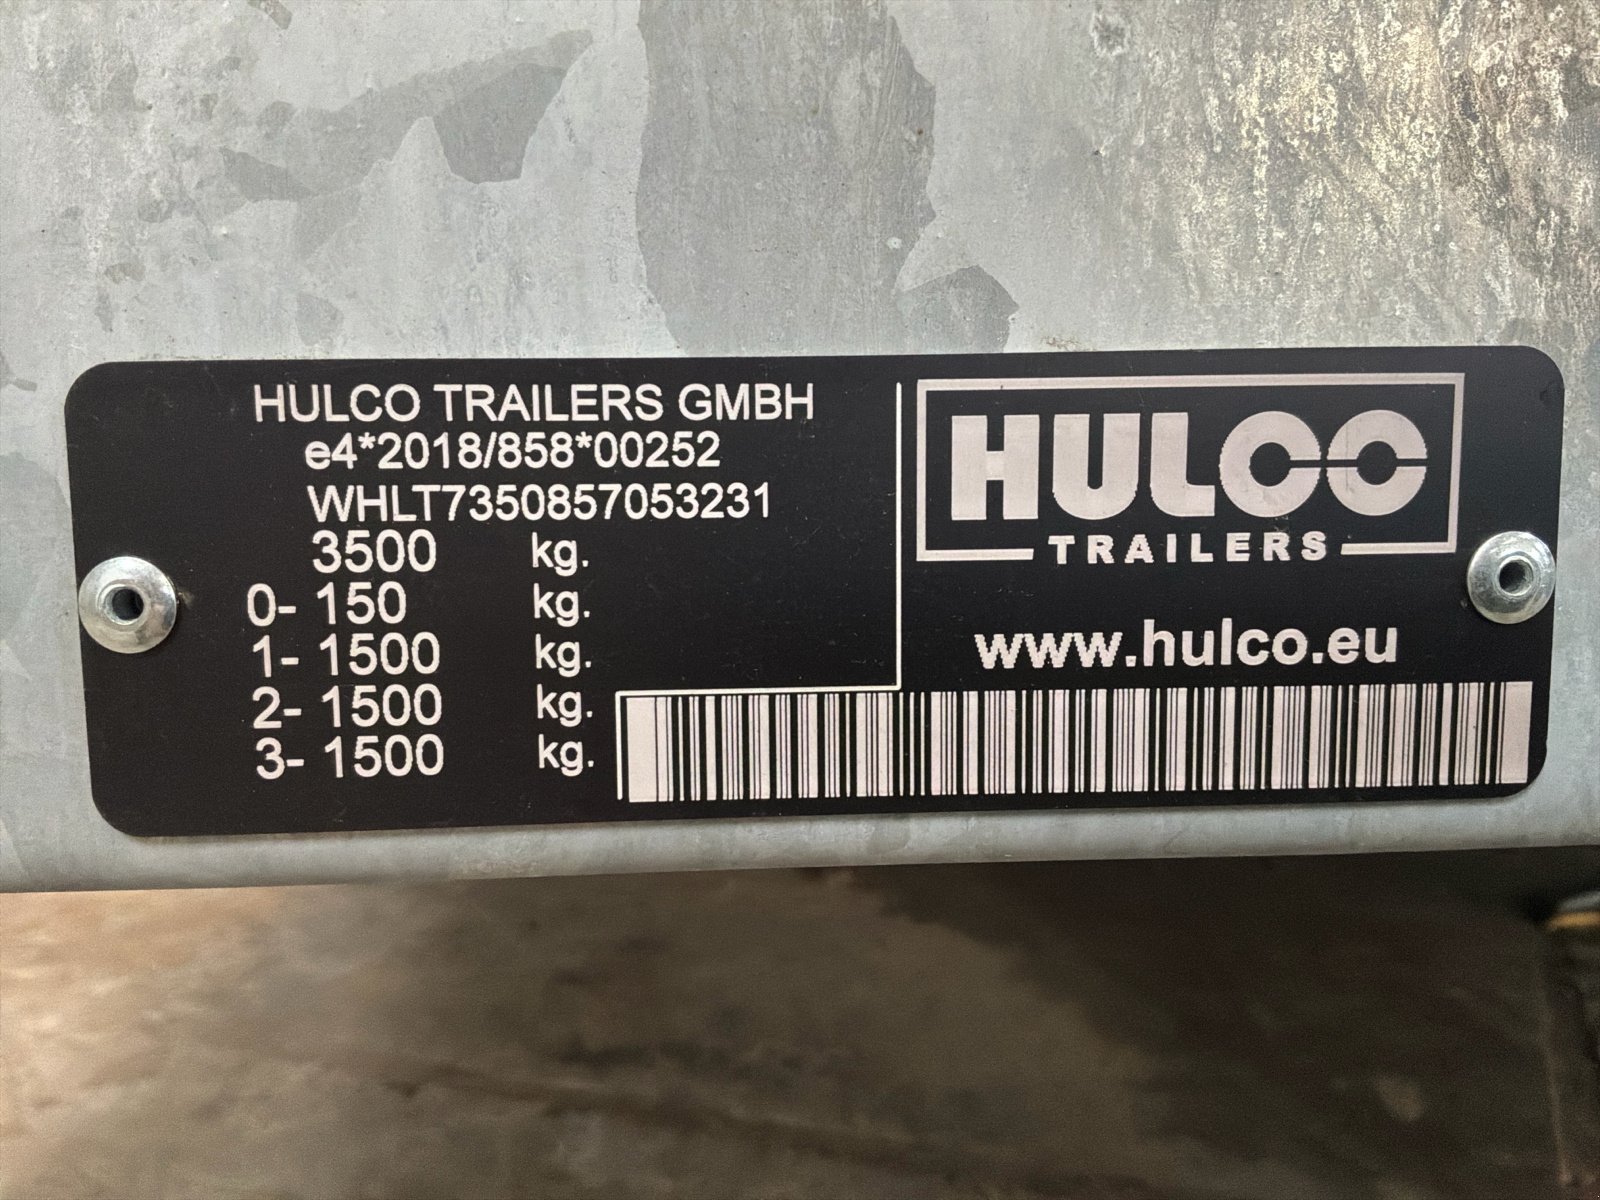 HULCO TRAILERS GMBH
e4*2018/858*00252
WHLT7350857053231
3500 kg.
0- 150 kg.
1- 1500 kg.
2- 1500 kg.
3- 1500 kg.
HULCO
TRAILERS
www.hulco.eu